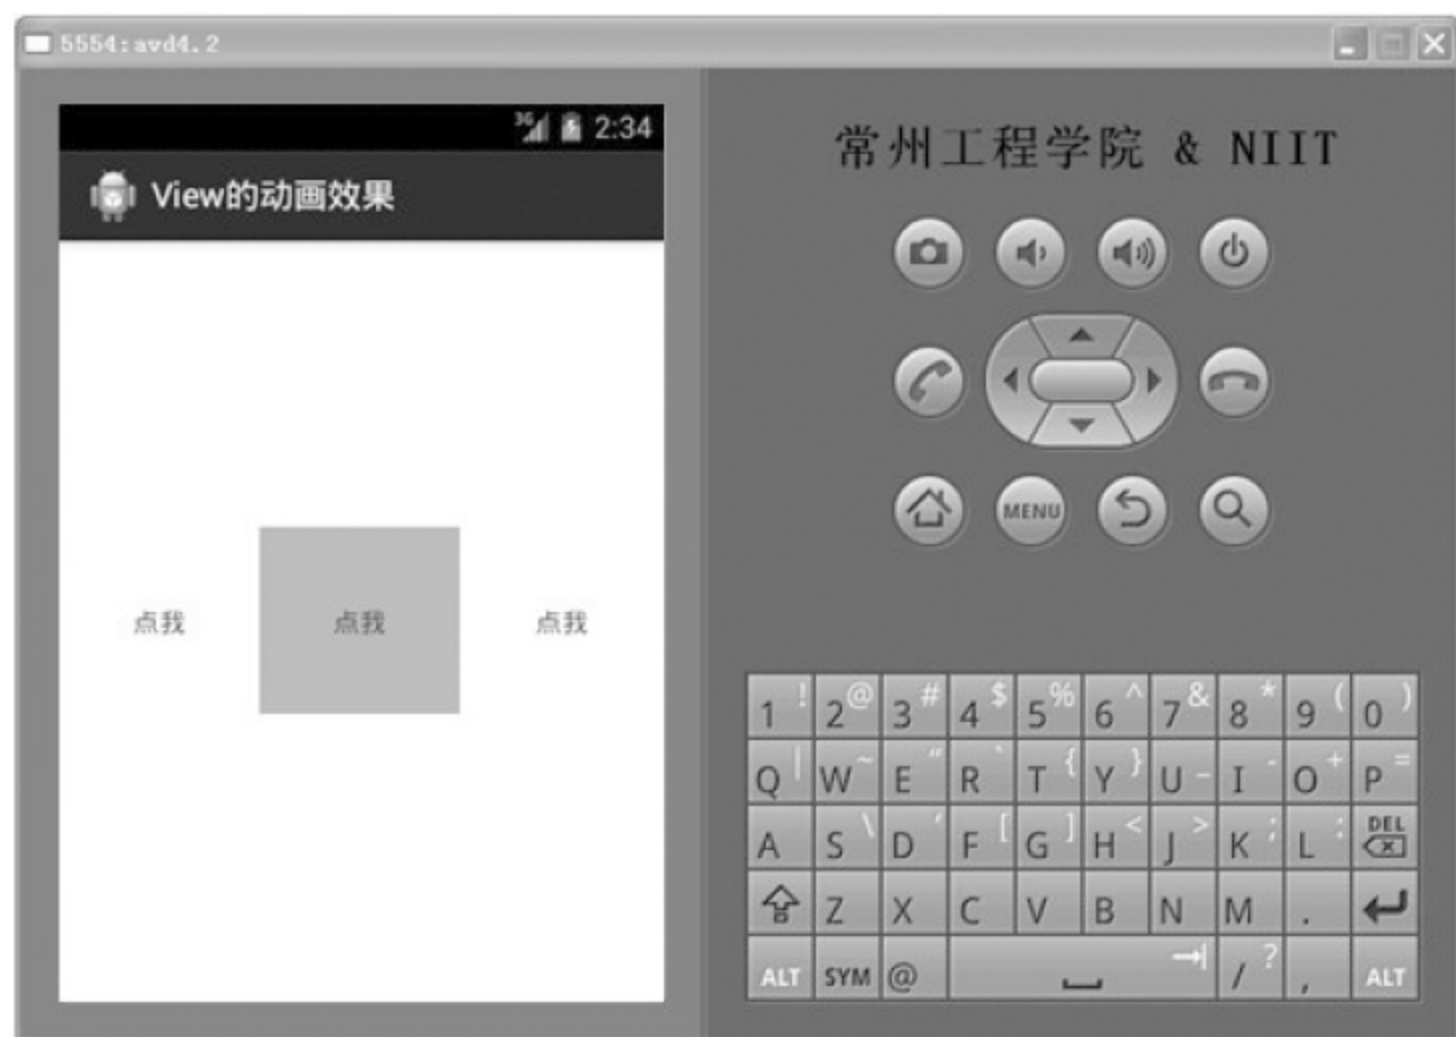 5554:avd4.2
3G 2:34
View的动画效果
点我 点我 点我
常州工程学院 & NIIT
MENU
1 ! 2 @ 3 # 4 $ 5 % 6 ^ 7 & 8 * 9 ( 0 )
Q | W ~ E " R ` T { Y } U _ I - O + P =
A S \ D ' F [ G ] H < J > K ; L : DEL
Z X C V B N M .
ALT SYM @ / ? , ALT